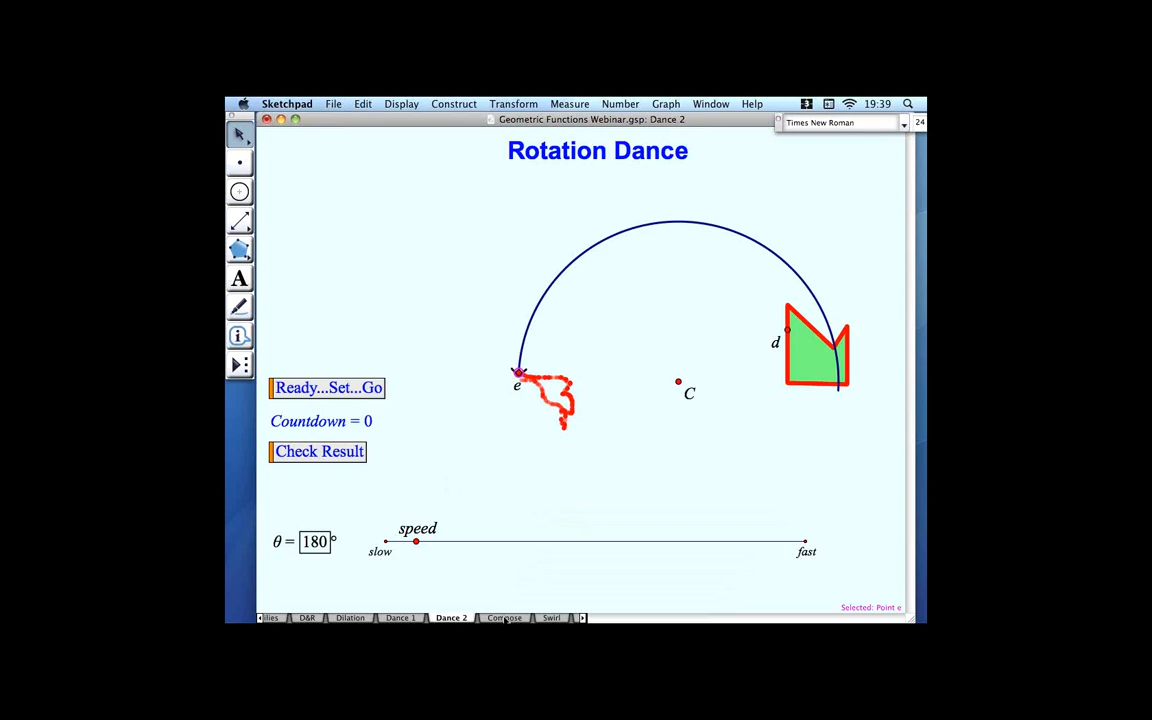 Sketchpad File Edit Display Construct Transform Measure Number Graph Window Help 19:39
Geometric Functions Webinar.gsp: Dance 2
Times New Roman 24
Rotation Dance
d
e
C
Ready...Set...Go
Countdown = 0
Check Result
speed
θ = 180°
slow fast
Selected: Point e
ilies D&R Dilation Dance 1 Dance 2 Compose Swirl